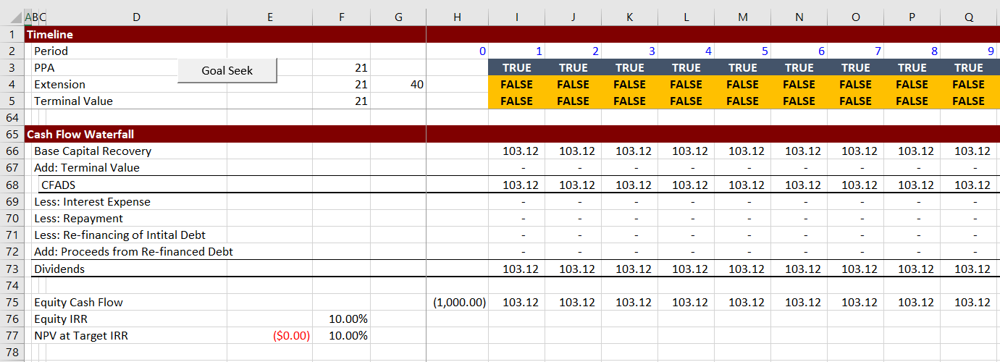 A B C D E F G H I J K L M N O P Q
1 Timeline
2 Period 0 1 2 3 4 5 6 7 8 9
3 PPA Goal Seek 21 TRUE TRUE TRUE TRUE TRUE TRUE TRUE TRUE TRUE
4 Extension 21 40 FALSE FALSE FALSE FALSE FALSE FALSE FALSE FALSE FALSE
5 Terminal Value 21 FALSE FALSE FALSE FALSE FALSE FALSE FALSE FALSE FALSE
64
65 Cash Flow Waterfall
66 Base Capital Recovery 103.12 103.12 103.12 103.12 103.12 103.12 103.12 103.12 103.12
67 Add: Terminal Value - - - - - - - - -
68 CFADS 103.12 103.12 103.12 103.12 103.12 103.12 103.12 103.12 103.12
69 Less: Interest Expense - - - - - - - - -
70 Less: Repayment - - - - - - - - -
71 Less: Re-financing of Intital Debt - - - - - - - - -
72 Add: Proceeds from Re-financed Debt - - - - - - - - -
73 Dividends 103.12 103.12 103.12 103.12 103.12 103.12 103.12 103.12 103.12
74
75 Equity Cash Flow (1,000.00) 103.12 103.12 103.12 103.12 103.12 103.12 103.12 103.12 103.12
76 Equity IRR 10.00%
77 NPV at Target IRR ($0.00) 10.00%
78